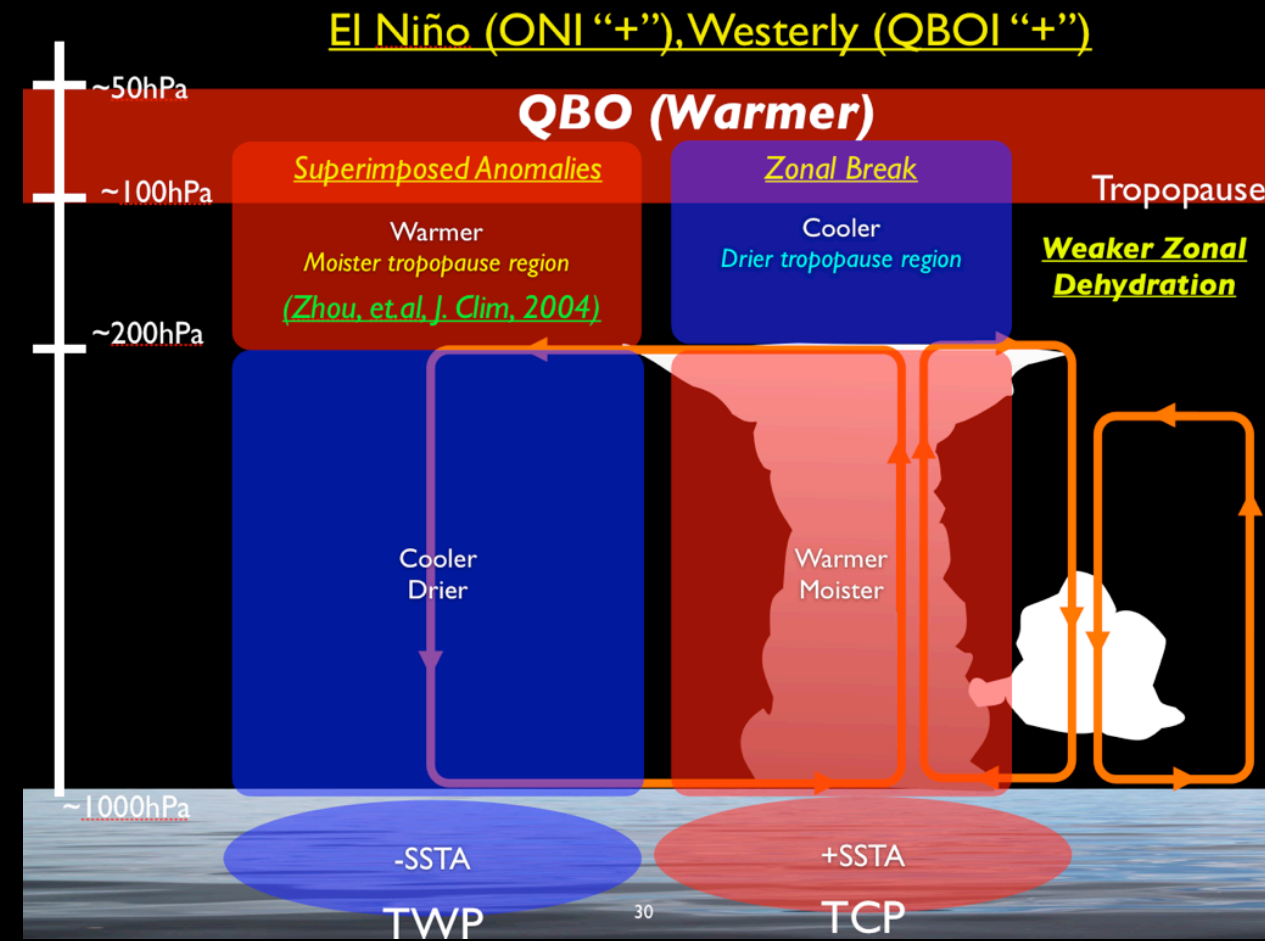 El Niño (ONI “+”), Westerly (QBOI “+”)
~50hPa
QBO (Warmer)
Superimposed Anomalies
Zonal Break
~100hPa
Tropopause
Warmer
Moister tropopause region
(Zhou, et.al, J. Clim, 2004)
Cooler
Drier tropopause region
Weaker Zonal
Dehydration
~200hPa
Cooler
Drier
Warmer
Moister
~1000hPa
-SSTA
+SSTA
TWP
30
TCP